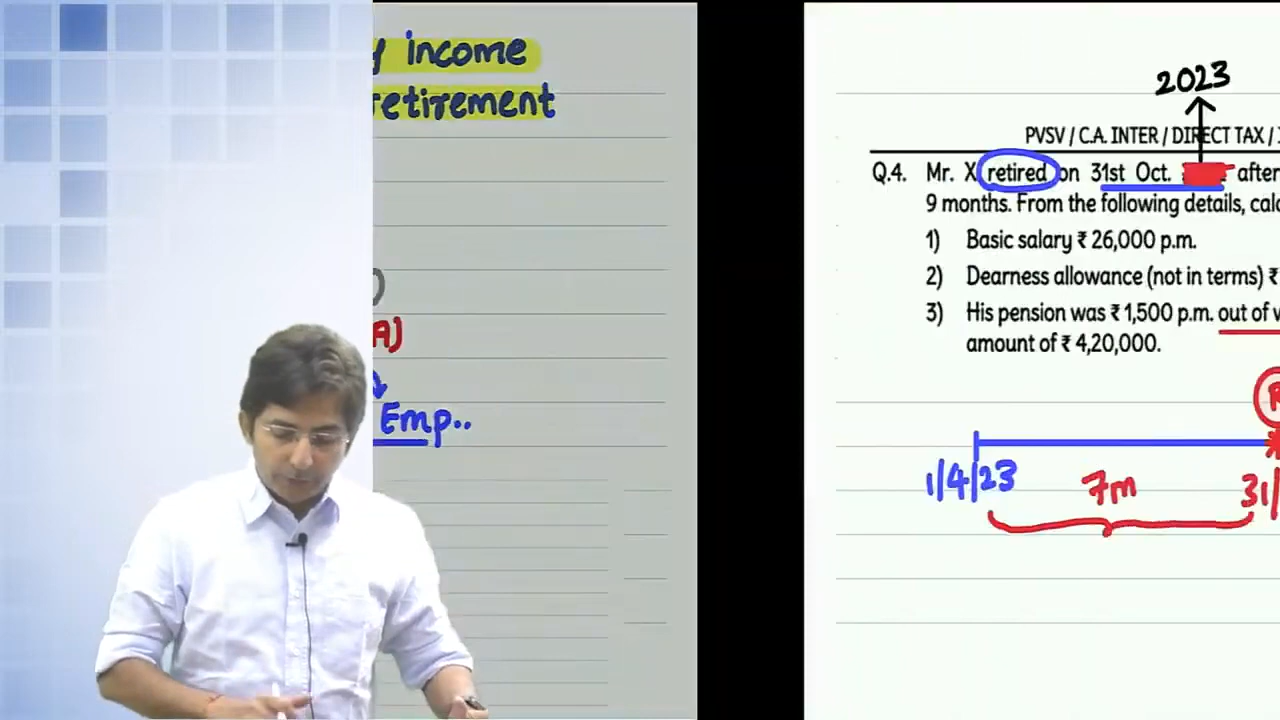 income
retirement
Emp..
2023
PVSV / C.A. INTER / DIRECT TAX /
Q.4. Mr. X retired on 31st Oct. after
9 months. From the following details, calc
1) Basic salary ₹ 26,000 p.m.
2) Dearness allowance (not in terms) ₹
3) His pension was ₹ 1,500 p.m. out of
amount of ₹ 4,20,000.
1/4/23 7m 31/